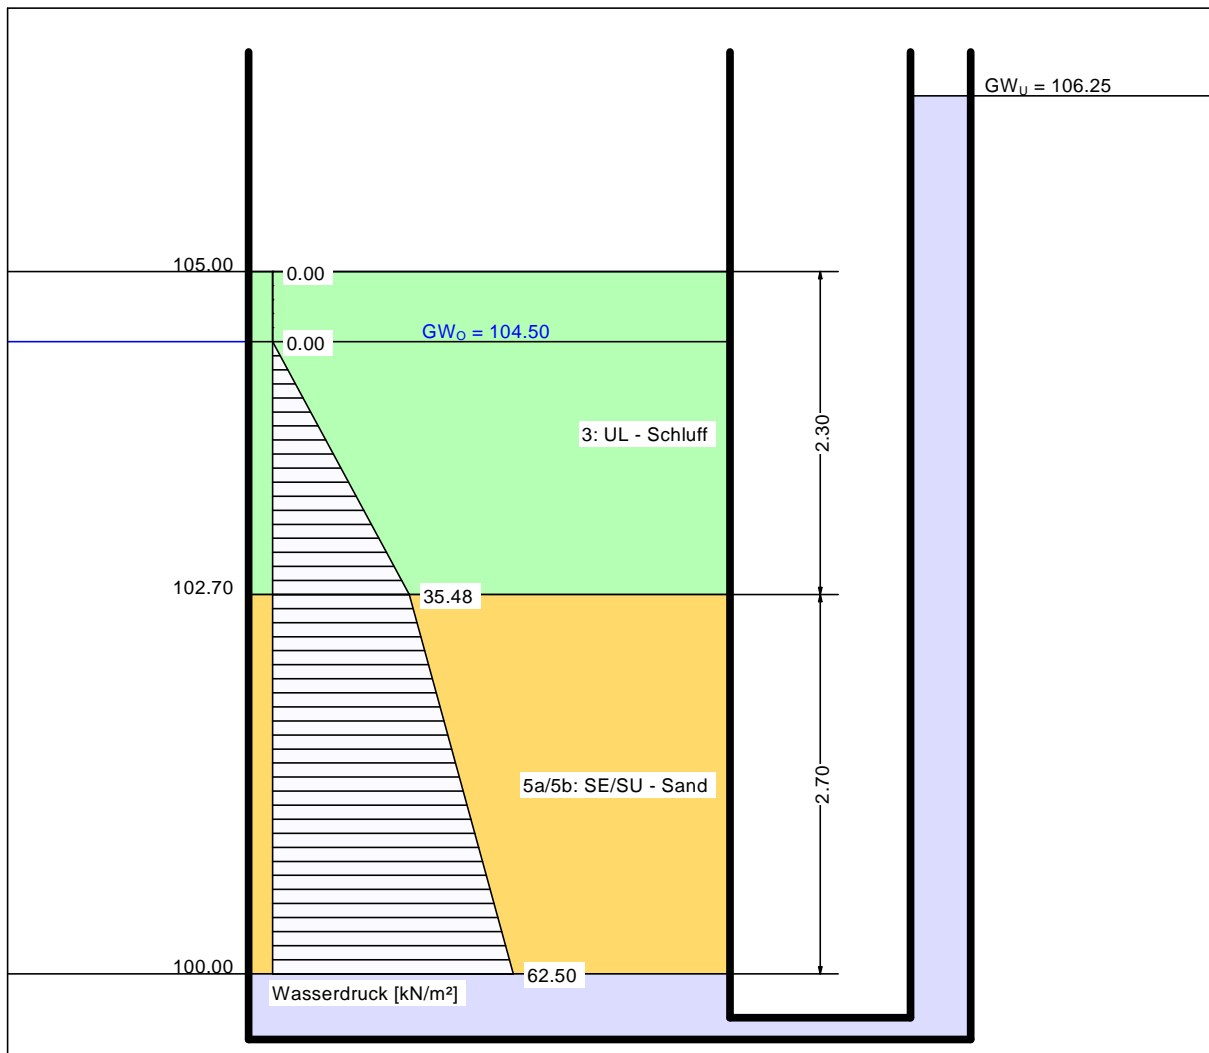 GWU = 106.25
105.00
0.00
GWO = 104.50
0.00
3: UL - Schluff
2.30
102.70
35.48
5a/5b: SE/SU - Sand
2.70
100.00
62.50
Wasserdruck [kN/m²]